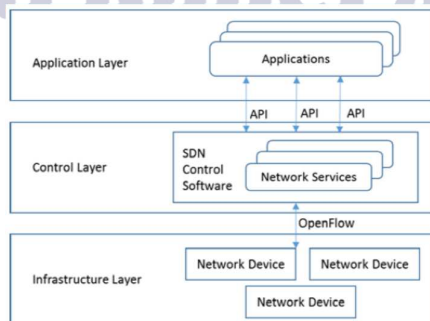 Application Layer
Applications
API API API
Control Layer
SDN
Control
Software
Network Services
OpenFlow
Infrastructure Layer
Network Device Network Device
Network Device